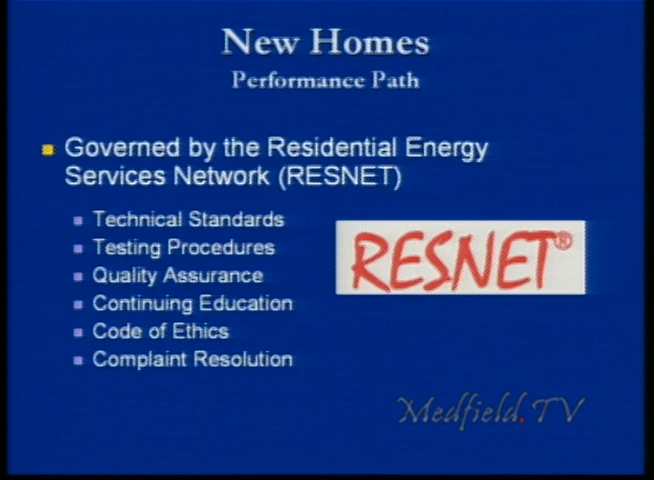 New Homes
Performance Path
Governed by the Residential Energy
Services Network (RESNET)
Technical Standards
Testing Procedures
Quality Assurance
Continuing Education
Code of Ethics
Complaint Resolution
RESNET®
Medfield.TV